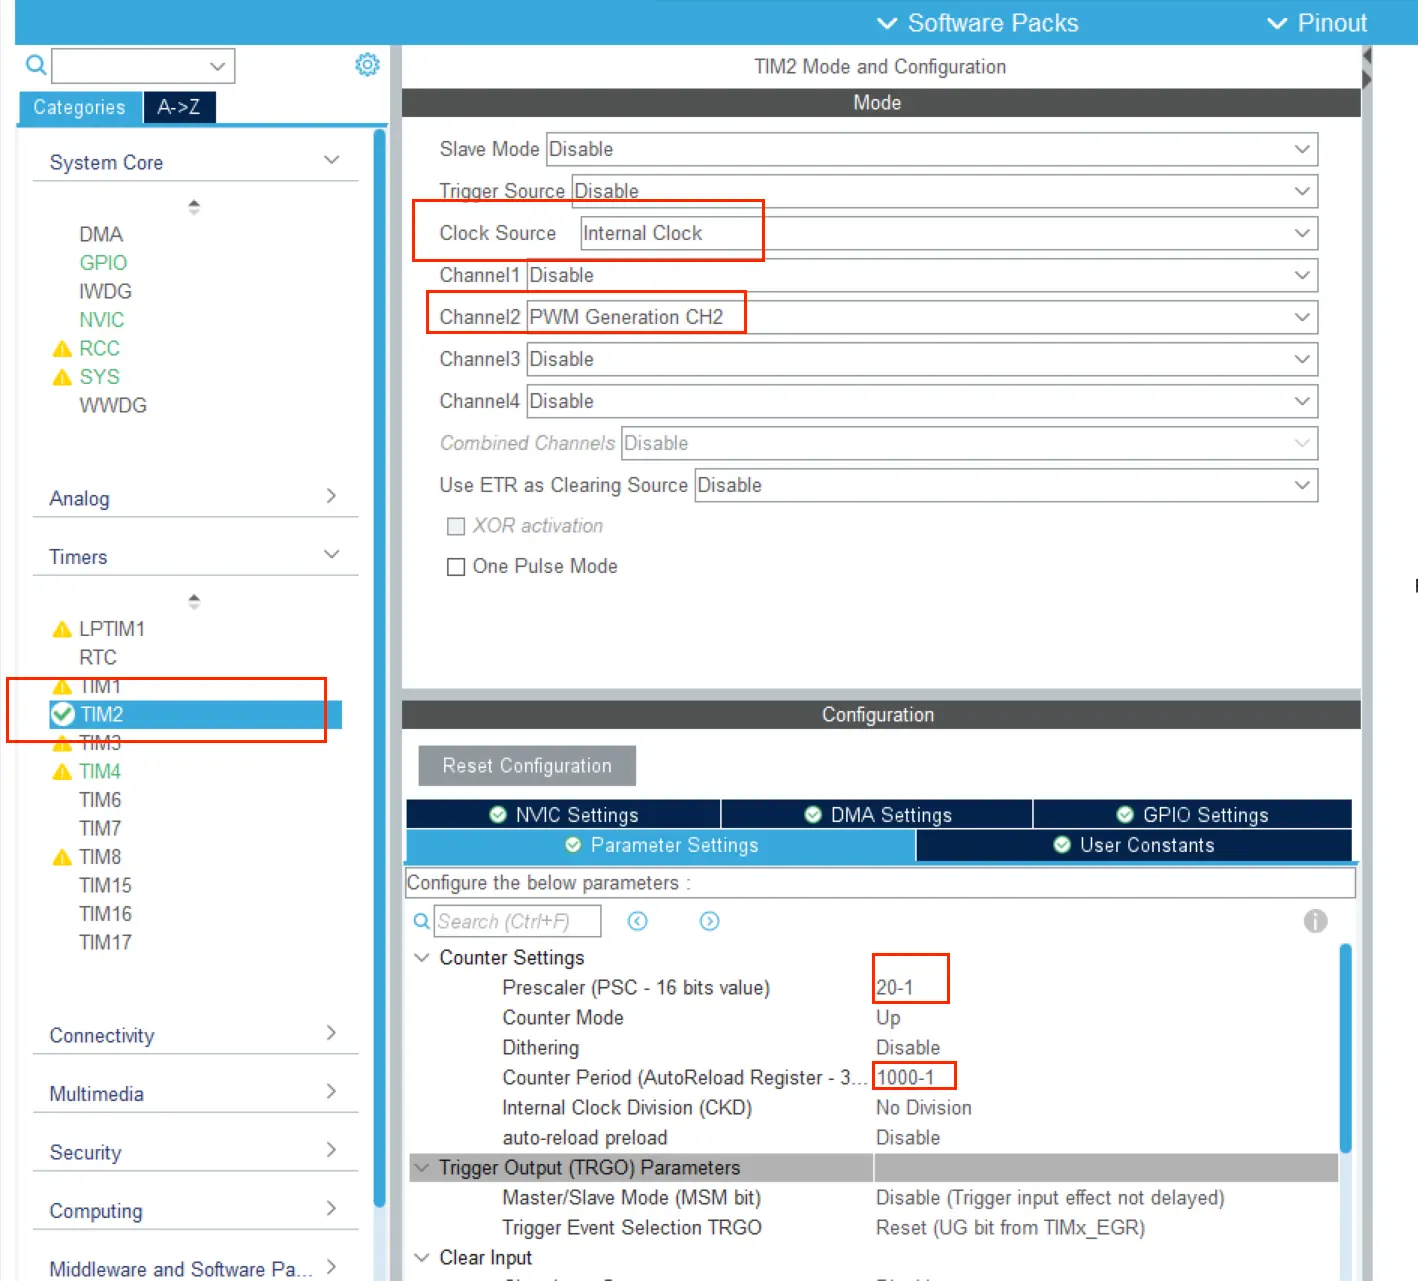 Software Packs
Pinout
TIM2 Mode and Configuration
Categories
A->Z
Mode
System Core
DMA
GPIO
IWDG
NVIC
RCC
SYS
WWDG
Analog
Timers
LPTIM1
RTC
TIM1
TIM2
TIM3
TIM4
TIM6
TIM7
TIM8
TIM15
TIM16
TIM17
Connectivity
Multimedia
Security
Computing
Middleware and Software Pa...
Slave Mode Disable
Trigger Source Disable
Clock Source Internal Clock
Channel1 Disable
Channel2 PWM Generation CH2
Channel3 Disable
Channel4 Disable
Combined Channels Disable
Use ETR as Clearing Source Disable
XOR activation
One Pulse Mode
Configuration
Reset Configuration
NVIC Settings
DMA Settings
GPIO Settings
Parameter Settings
User Constants
Configure the below parameters :
Search (Ctrl+F)
Counter Settings
Prescaler (PSC - 16 bits value) 20-1
Counter Mode Up
Dithering Disable
Counter Period (AutoReload Register - 3... 1000-1
Internal Clock Division (CKD) No Division
auto-reload preload Disable
Trigger Output (TRGO) Parameters
Master/Slave Mode (MSM bit) Disable (Trigger input effect not delayed)
Trigger Event Selection TRGO Reset (UG bit from TIMx_EGR)
Clear Input